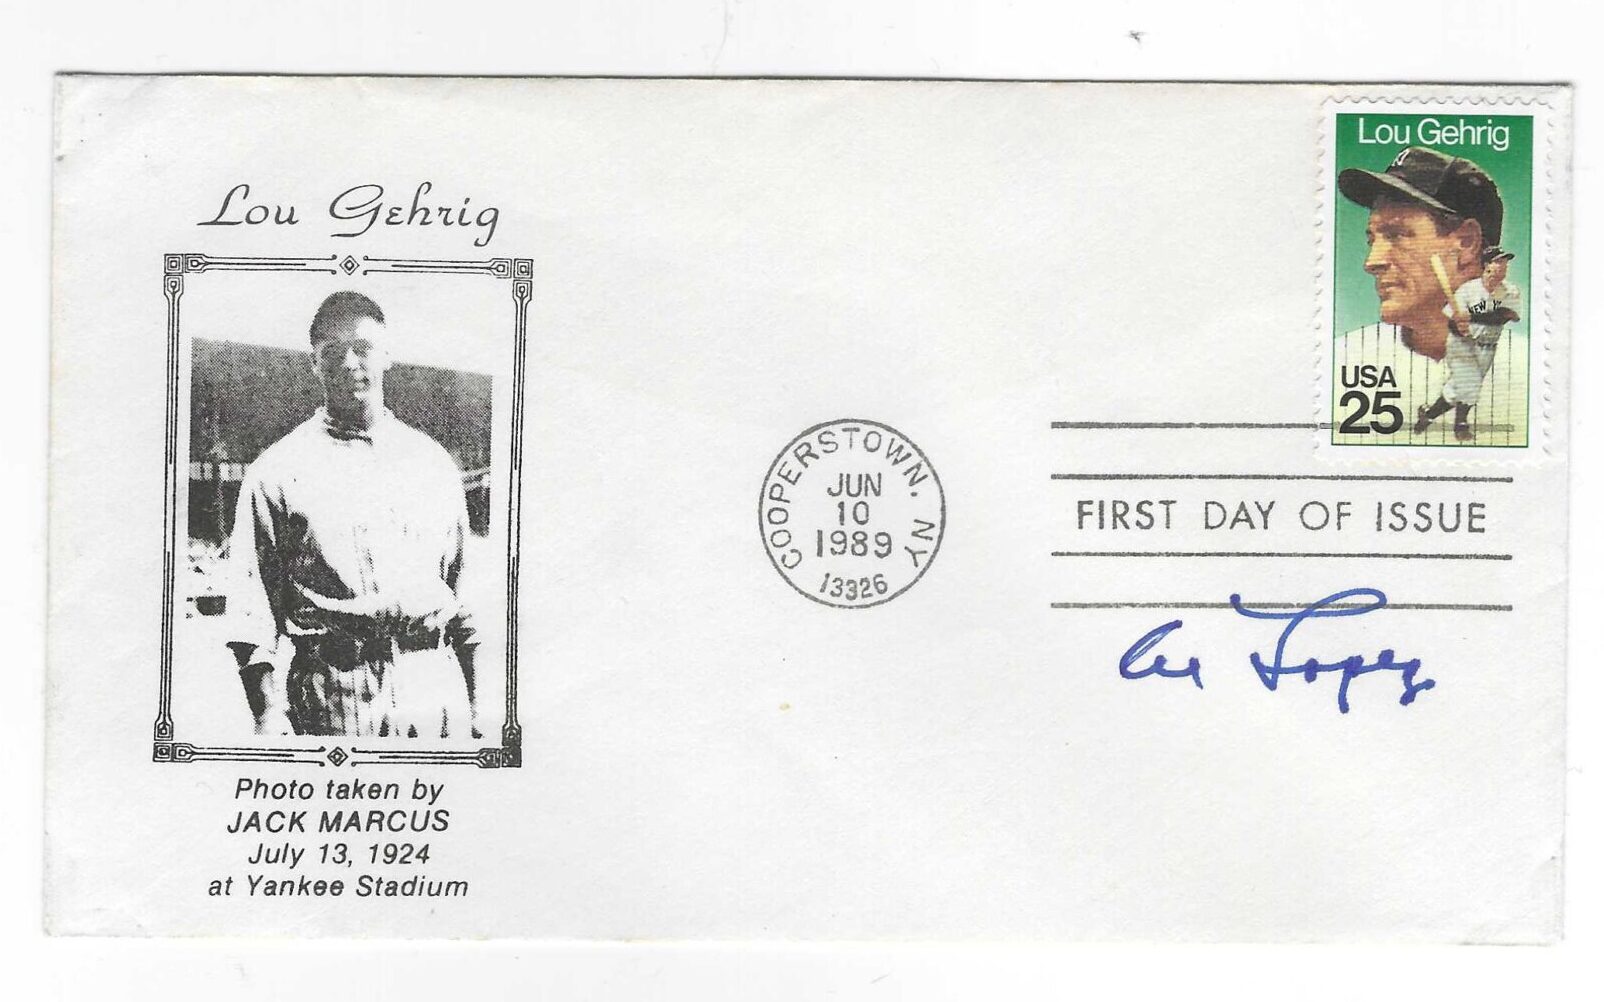 Lou Gehrig
Photo taken by
JACK MARCUS
July 13, 1924
at Yankee Stadium
COOPERSTOWN, NY
JUN
10
1989
13326
Lou Gehrig
NEW Y
USA
25
FIRST DAY OF ISSUE
Al Lopez